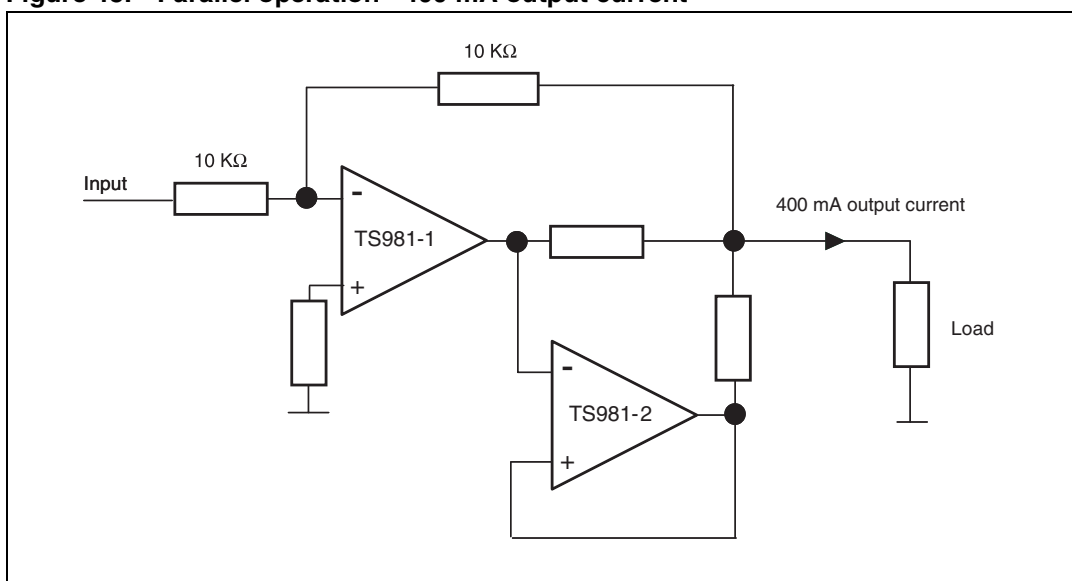 Figure Parallel operation - 400 mA output current
10 KΩ
10 KΩ
Input
-
TS981-1
+
400 mA output current
Load
-
TS981-2
+